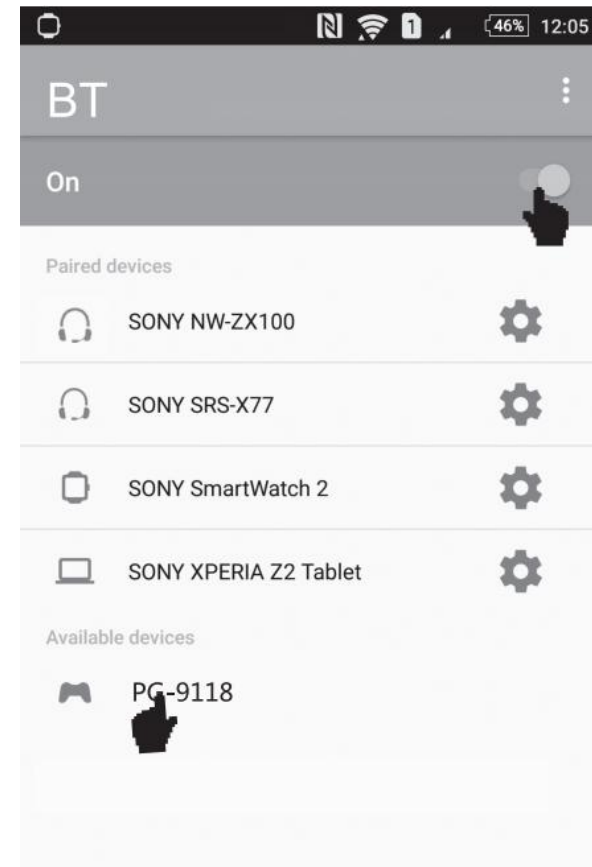 1 46% 12:05
BT
On
Paired devices
SONY NW-ZX100
SONY SRS-X77
SONY SmartWatch 2
SONY XPERIA Z2 Tablet
Available devices
PG-9118